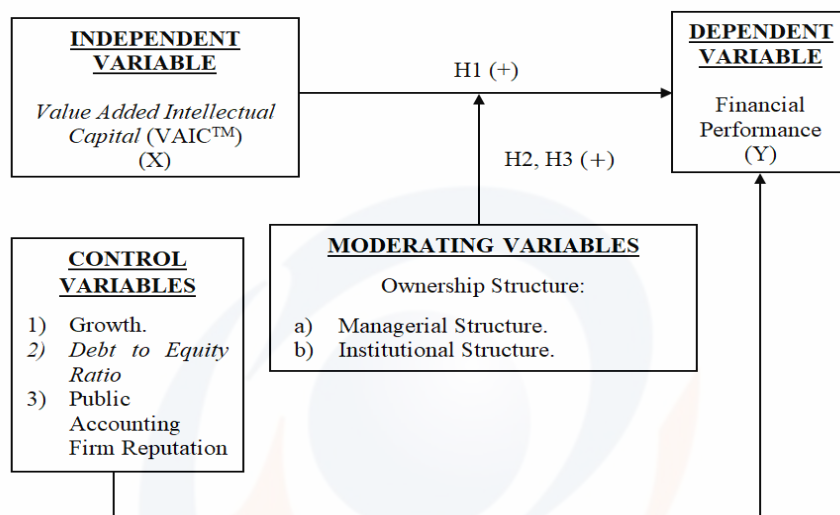 INDEPENDENT
VARIABLE
Value Added Intellectual
Capital (VAIC™)
(X)
H1 (+)
DEPENDENT
VARIABLE
Financial
Performance
(Y)
H2, H3 (+)
MODERATING VARIABLES
Ownership Structure:
a) Managerial Structure.
b) Institutional Structure.
CONTROL
VARIABLES
1) Growth.
2) Debt to Equity
Ratio
3) Public
Accounting
Firm Reputation